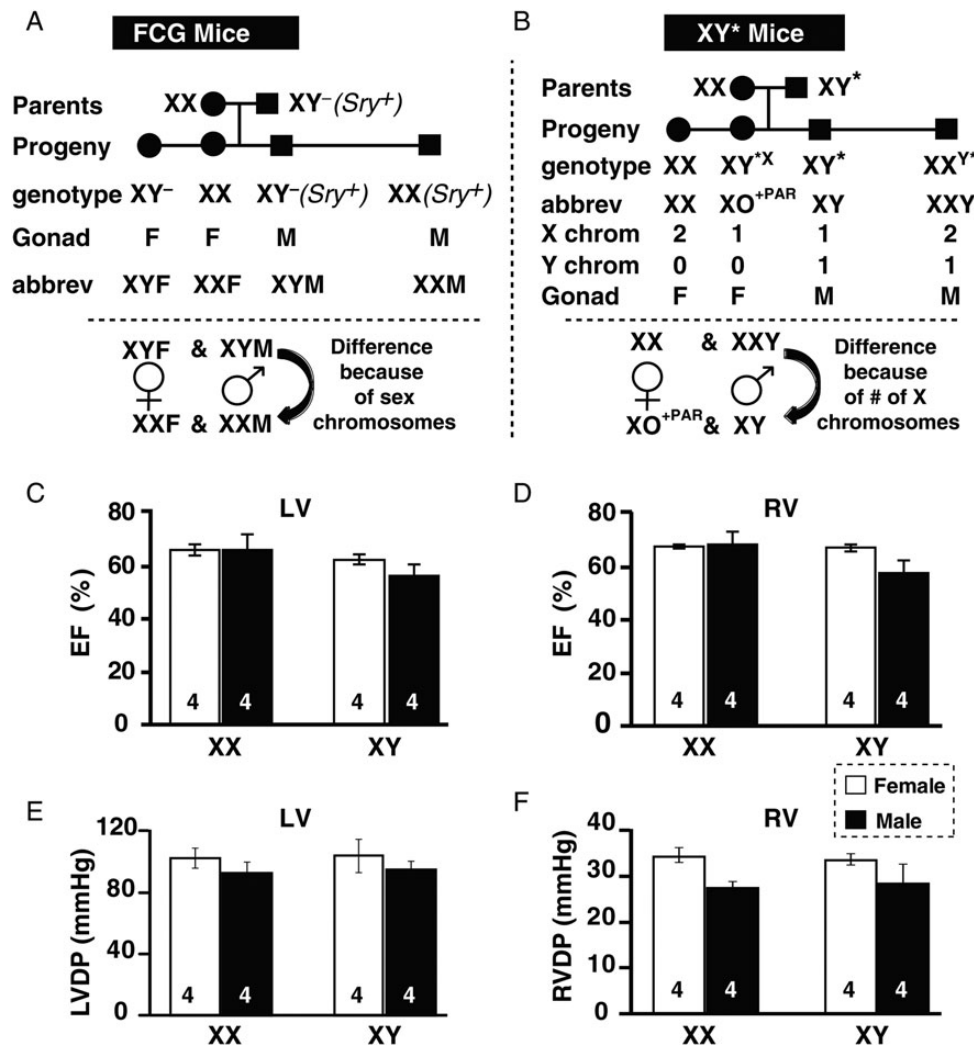 A
FCG Mice
Parents XX XY⁻(Sry⁺)
Progeny
genotype XY⁻ XX XY⁻(Sry⁺) XX(Sry⁺)
Gonad F F M M
abbrev XYF XXF XYM XXM
XYF & XYM
XXF & XXM
Difference
because
of sex
chromosomes
B
XY* Mice
Parents XX XY*
Progeny
genotype XX XY*ˣ XY* XXʸ*
abbrev XX XO⁺ᴾᴬᴿ XY XXY
X chrom 2 1 1 2
Y chrom 0 0 1 1
Gonad F F M M
XX & XXY
XO⁺ᴾᴬᴿ & XY
Difference
because
of # of X
chromosomes
C
LV
EF (%)
80
60
40
20
0
4 4 4 4
XX XY
D
RV
EF (%)
80
60
40
20
0
4 4 4 4
XX XY
Female
Male
E
LV
LVDP (mmHg)
120
80
40
0
4 4 4 4
XX XY
F
RV
RVDP (mmHg)
40
30
20
10
0
4 4 4 4
XX XY